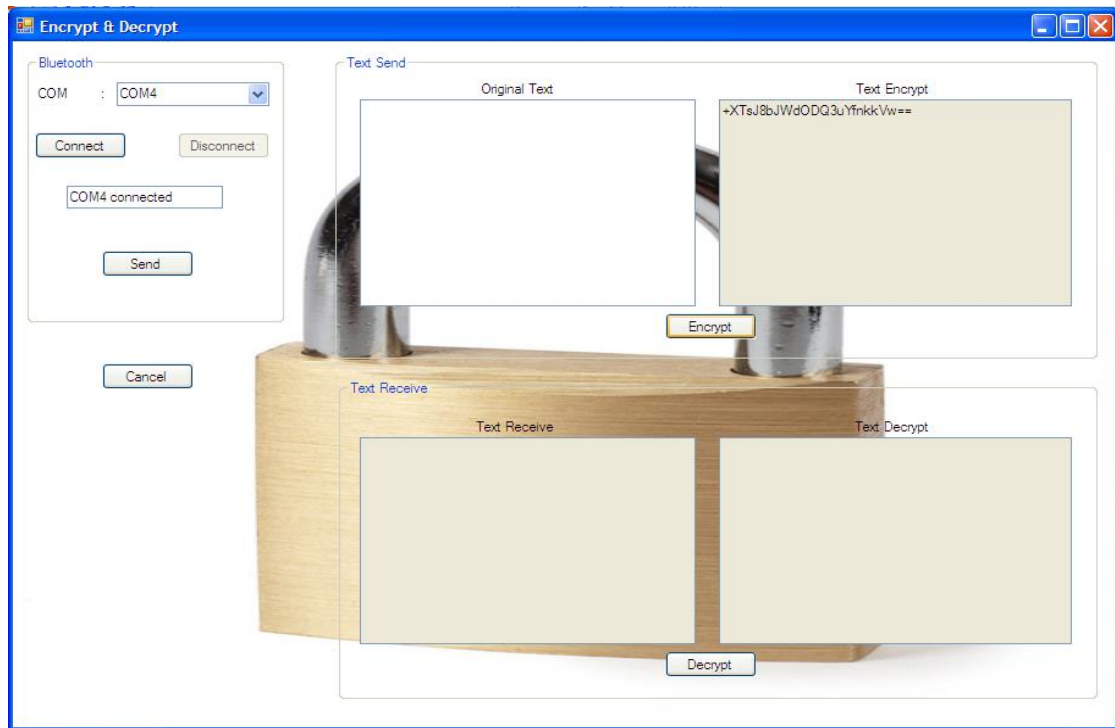 Encrypt & Decrypt
Bluetooth
COM : COM4
Connect Disconnect
COM4 connected
Send
Cancel
Text Send
Original Text Text Encrypt
+XTsJ8bJWdODQ3uYfnkkVw==
Encrypt
Text Receive
Text Receive Text Decrypt
Decrypt